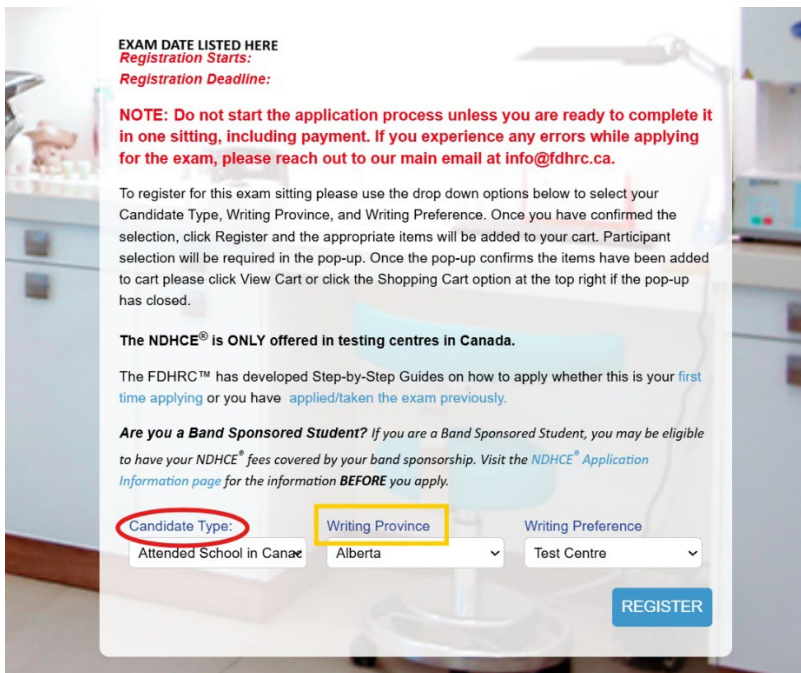 EXAM DATE LISTED HERE
Registration Starts:
Registration Deadline:
NOTE: Do not start the application process unless you are ready to complete it
in one sitting, including payment. If you experience any errors while applying
for the exam, please reach out to our main email at info@fdhrc.ca.
To register for this exam sitting please use the drop down options below to select your
Candidate Type, Writing Province, and Writing Preference. Once you have confirmed the
selection, click Register and the appropriate items will be added to your cart. Participant
selection will be required in the pop-up. Once the pop-up confirms the items have been added
to cart please click View Cart or click the Shopping Cart option at the top right if the pop-up
has closed.
The NDHCE® is ONLY offered in testing centres in Canada.
The FDHRC™ has developed Step-by-Step Guides on how to apply whether this is your first
time applying or you have applied/taken the exam previously.
Are you a Band Sponsored Student? If you are a Band Sponsored Student, you may be eligible
to have your NDHCE® fees covered by your band sponsorship. Visit the NDHCE® Application
Information page for the information BEFORE you apply.
Candidate Type: Writing Province Writing Preference
Attended School in Canac Alberta Test Centre
REGISTER